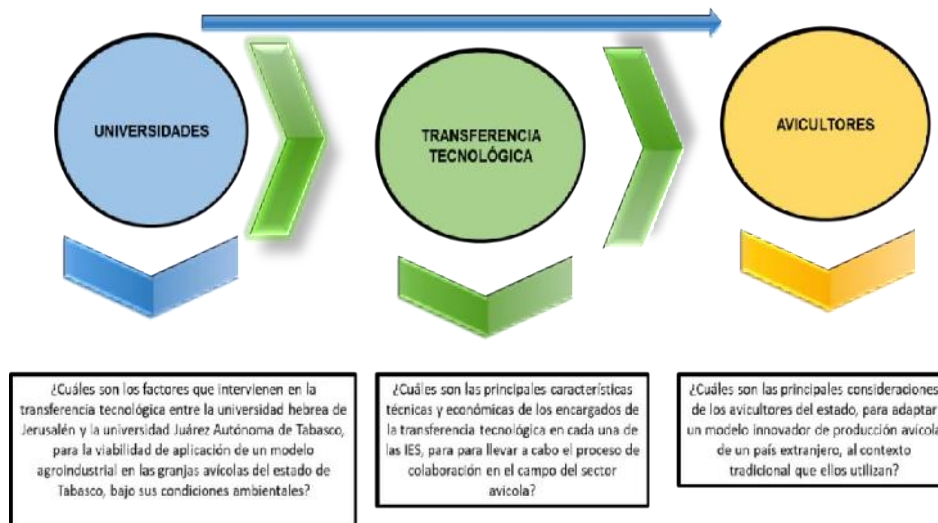 UNIVERSIDADES
TRANSFERENCIA
TECNOLÓGICA
AVICULTORES
¿Cuáles son los factores que intervienen en la
transferencia tecnológica entre la universidad hebrea de
Jerusalén y la universidad Juárez Autónoma de Tabasco,
para la viabilidad de aplicación de un modelo
agroindustrial en las granjas avícolas del estado de
Tabasco, bajo sus condiciones ambientales?
¿Cuáles son las principales características
técnicas y económicas de los encargados de
la transferencia tecnológica en cada una de
las IES, para para llevar a cabo el proceso de
colaboración en el campo del sector
avícola?
¿Cuáles son las principales consideraciones
de los avicultores del estado, para adaptar
un modelo innovador de producción avícola
de un país extranjero, al contexto
tradicional que ellos utilizan?